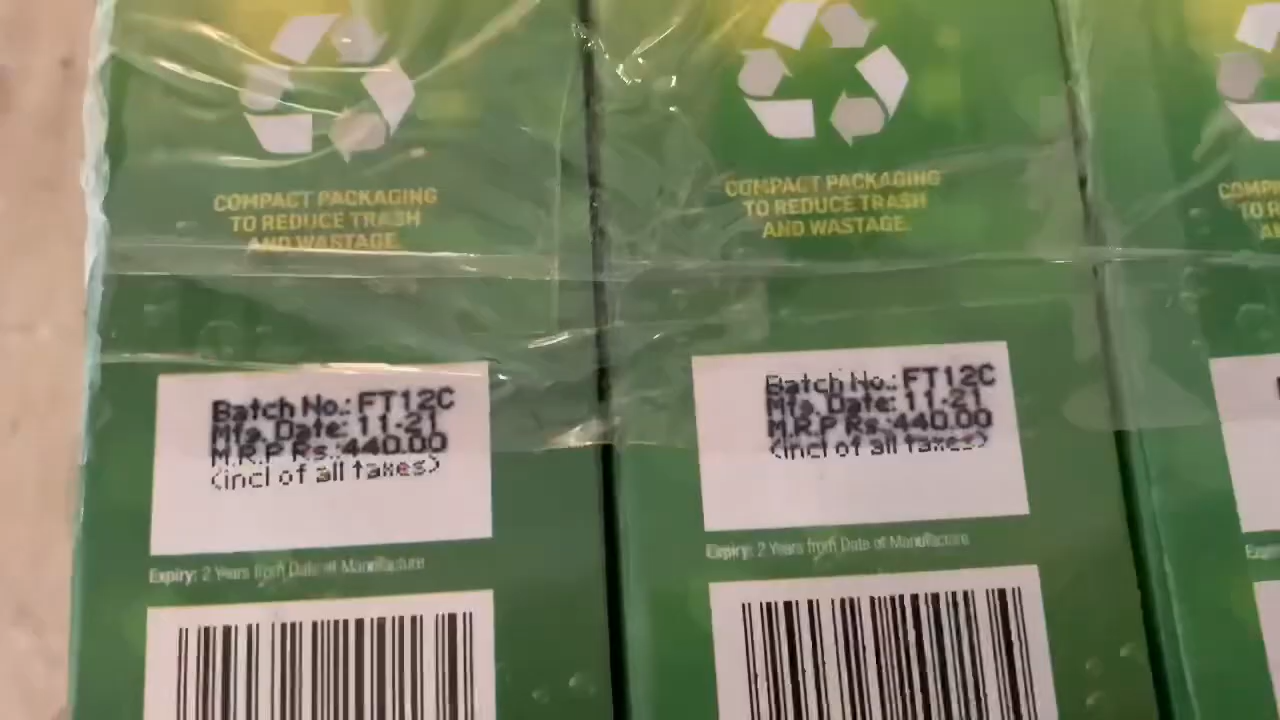 COMPACT PACKAGING
TO REDUCE TRASH
AND WASTAGE.
Batch No.: FT12C
Mfg. Date: 11-21
M.R.P Rs.:440.00
(incl of all taxes)
Expiry: 2 Years from Date of Manufacture
COMPACT PACKAGING
TO REDUCE TRASH
AND WASTAGE.
Batch No.: FT12C
Mfg. Date: 11-21
M.R.P Rs.:440.00
(incl of all taxes)
Expiry: 2 Years from Date of Manufacture